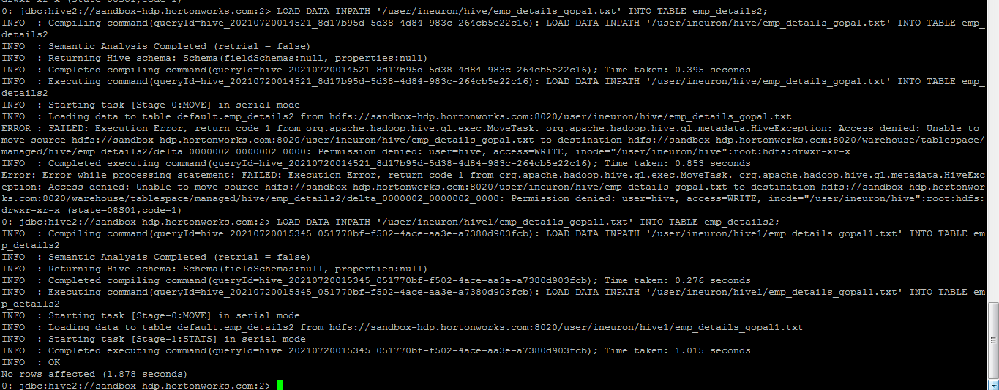 drwxr-xr-x (state=08S01,code=1)
0: jdbc:hive2://sandbox-hdp.hortonworks.com:2> LOAD DATA INPATH '/user/ineuron/hive/emp_details_gopal.txt' INTO TABLE emp_details2;
INFO  : Compiling command(queryId=hive_20210720014521_8d17b95d-5d38-4d84-983c-264cb5e22c16): LOAD DATA INPATH '/user/ineuron/hive/emp_details_gopal.txt' INTO TABLE emp_
details2
INFO  : Semantic Analysis Completed (retrial = false)
INFO  : Returning Hive schema: Schema(fieldSchemas:null, properties:null)
INFO  : Completed compiling command(queryId=hive_20210720014521_8d17b95d-5d38-4d84-983c-264cb5e22c16); Time taken: 0.395 seconds
INFO  : Executing command(queryId=hive_20210720014521_8d17b95d-5d38-4d84-983c-264cb5e22c16): LOAD DATA INPATH '/user/ineuron/hive/emp_details_gopal.txt' INTO TABLE emp_
details2
INFO  : Starting task [Stage-0:MOVE] in serial mode
INFO  : Loading data to table default.emp_details2 from hdfs://sandbox-hdp.hortonworks.com:8020/user/ineuron/hive/emp_details_gopal.txt
ERROR : FAILED: Execution Error, return code 1 from org.apache.hadoop.hive.ql.exec.MoveTask. org.apache.hadoop.hive.ql.metadata.HiveException: Access denied: Unable to
move source hdfs://sandbox-hdp.hortonworks.com:8020/user/ineuron/hive/emp_details_gopal.txt to destination hdfs://sandbox-hdp.hortonworks.com:8020/warehouse/tablespace/
managed/hive/emp_details2/delta_0000002_0000002_0000: Permission denied: user=hive, access=WRITE, inode="/user/ineuron/hive":root:hdfs:drwxr-xr-x
INFO  : Completed executing command(queryId=hive_20210720014521_8d17b95d-5d38-4d84-983c-264cb5e22c16); Time taken: 0.853 seconds
Error: Error while processing statement: FAILED: Execution Error, return code 1 from org.apache.hadoop.hive.ql.exec.MoveTask. org.apache.hadoop.hive.ql.metadata.HiveExc
eption: Access denied: Unable to move source hdfs://sandbox-hdp.hortonworks.com:8020/user/ineuron/hive/emp_details_gopal.txt to destination hdfs://sandbox-hdp.hortonwor
ks.com:8020/warehouse/tablespace/managed/hive/emp_details2/delta_0000002_0000002_0000: Permission denied: user=hive, access=WRITE, inode="/user/ineuron/hive":root:hdfs:
drwxr-xr-x (state=08S01,code=1)
0: jdbc:hive2://sandbox-hdp.hortonworks.com:2> LOAD DATA INPATH '/user/ineuron/hive1/emp_details_gopal1.txt' INTO TABLE emp_details2;
INFO  : Compiling command(queryId=hive_20210720015345_051770bf-f502-4ace-aa3e-a7380d903fcb): LOAD DATA INPATH '/user/ineuron/hive1/emp_details_gopal1.txt' INTO TABLE em
p_details2
INFO  : Semantic Analysis Completed (retrial = false)
INFO  : Returning Hive schema: Schema(fieldSchemas:null, properties:null)
INFO  : Completed compiling command(queryId=hive_20210720015345_051770bf-f502-4ace-aa3e-a7380d903fcb); Time taken: 0.276 seconds
INFO  : Executing command(queryId=hive_20210720015345_051770bf-f502-4ace-aa3e-a7380d903fcb): LOAD DATA INPATH '/user/ineuron/hive1/emp_details_gopal1.txt' INTO TABLE em
p_details2
INFO  : Starting task [Stage-0:MOVE] in serial mode
INFO  : Loading data to table default.emp_details2 from hdfs://sandbox-hdp.hortonworks.com:8020/user/ineuron/hive1/emp_details_gopal1.txt
INFO  : Starting task [Stage-1:STATS] in serial mode
INFO  : Completed executing command(queryId=hive_20210720015345_051770bf-f502-4ace-aa3e-a7380d903fcb); Time taken: 1.015 seconds
INFO  : OK
No rows affected (1.878 seconds)
0: jdbc:hive2://sandbox-hdp.hortonworks.com:2>